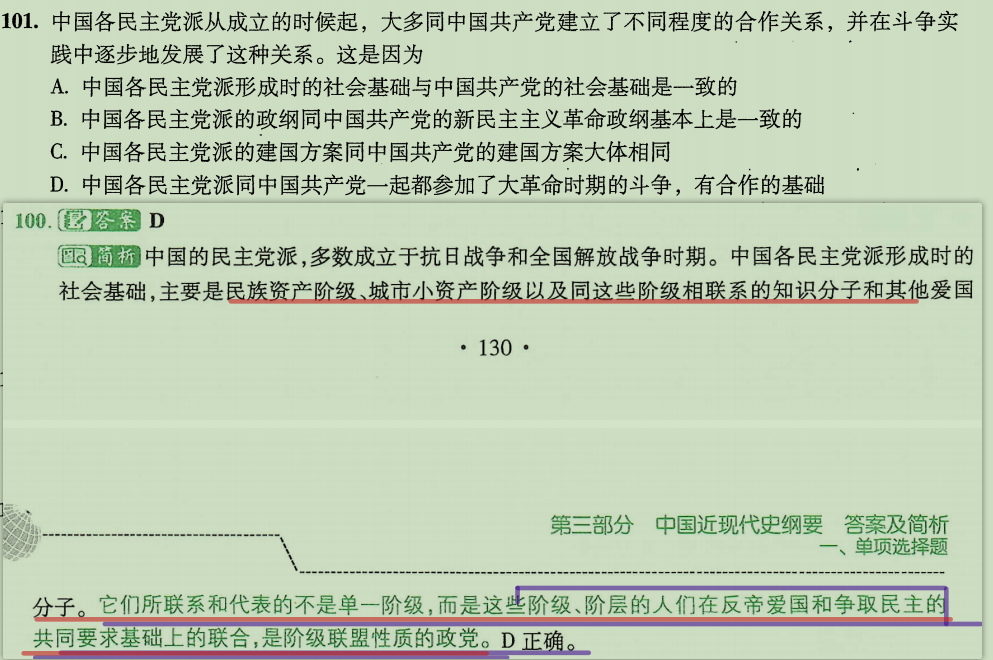 101. 中国各民主党派从成立的时候起，大多同中国共产党建立了不同程度的合作关系，并在斗争实
践中逐步地发展了这种关系。这是因为
A. 中国各民主党派形成时的社会基础与中国共产党的社会基础是一致的
B. 中国各民主党派的政纲同中国共产党的新民主主义革命政纲基本上是一致的
C. 中国各民主党派的建国方案同中国共产党的建国方案大体相同
D. 中国各民主党派同中国共产党一起都参加了大革命时期的斗争，有合作的基础
100. 答案 D
简析 中国的民主党派,多数成立于抗日战争和全国解放战争时期。中国各民主党派形成时的
社会基础,主要是民族资产阶级、城市小资产阶级以及同这些阶级相联系的知识分子和其他爱国
· 130 ·
第三部分 中国近现代史纲要 答案及简析
一、单项选择题
分子。它们所联系和代表的不是单一阶级,而是这些阶级、阶层的人们在反帝爱国和争取民主的
共同要求基础上的联合,是阶级联盟性质的政党。D 正确。